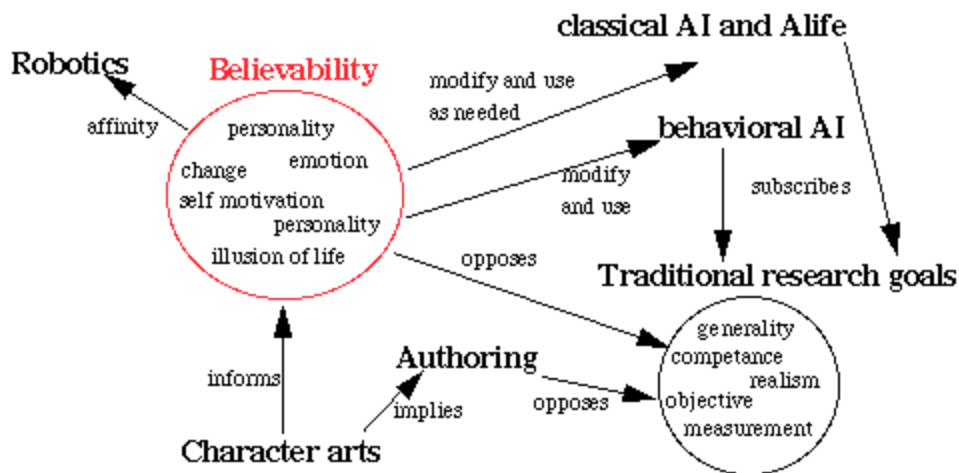 classical AI and Alife
Robotics
Believability
modify and use
as needed
affinity
personality
emotion
behavioral AI
change
self motivation
personality
illusion of life
modify
and use
subscribes
opposes
Traditional research goals
generality
competance
realism
objective
measurement
Authoring
informs
implies
opposes
Character arts